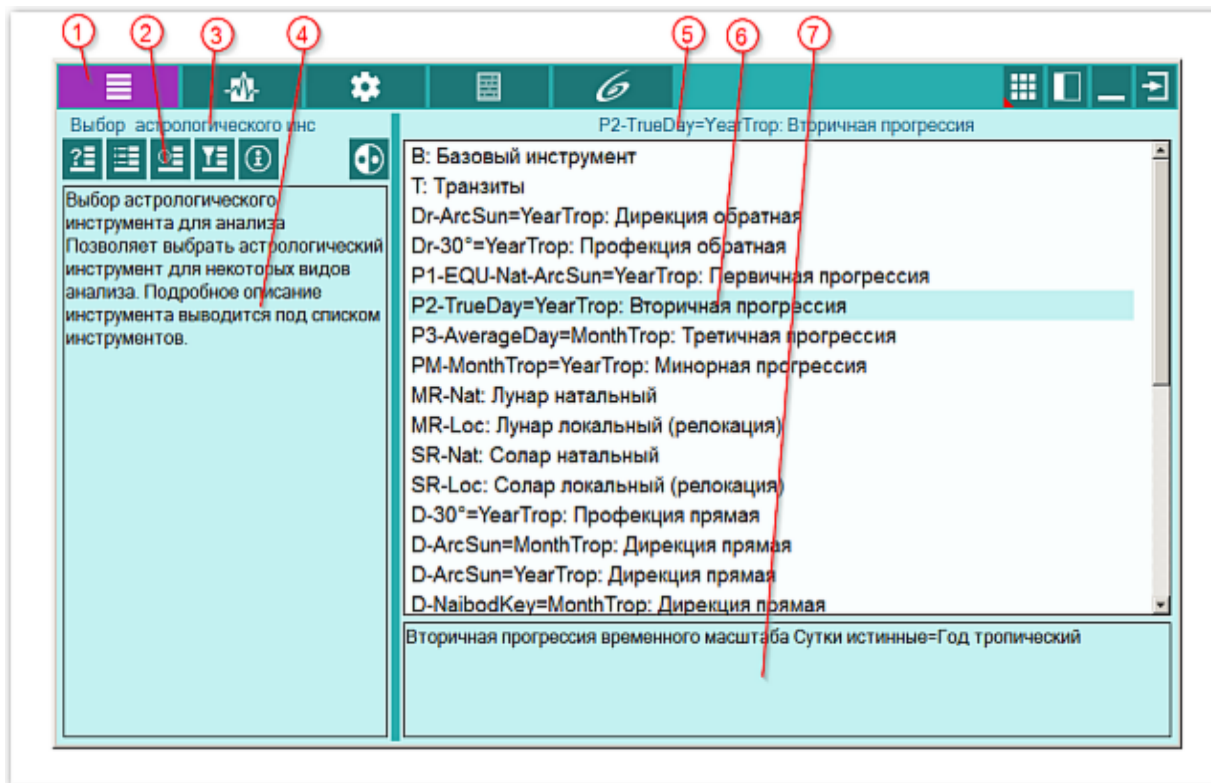 1 2 3 4 5 6 7
Выбор астрологического инс
P2-TrueDay=YearTrop: Вторичная прогрессия
Выбор астрологического
инструмента для анализа
Позволяет выбрать астрологический
инструмент для некоторых видов
анализа. Подробное описание
инструмента выводится под списком
инструментов.
B: Базовый инструмент
T: Транзиты
Dr-ArcSun=YearTrop: Дирекция обратная
Dr-30°=YearTrop: Профекция обратная
P1-EQU-Nat-ArcSun=YearTrop: Первичная прогрессия
P2-TrueDay=YearTrop: Вторичная прогрессия
P3-AverageDay=MonthTrop: Третичная прогрессия
PM-MonthTrop=YearTrop: Минорная прогрессия
MR-Nat: Лунар натальный
MR-Loc: Лунар локальный (релокация)
SR-Nat: Солар натальный
SR-Loc: Солар локальный (релокация)
D-30°=YearTrop: Профекция прямая
D-ArcSun=MonthTrop: Дирекция прямая
D-ArcSun=YearTrop: Дирекция прямая
D-NaibodKey=MonthTrop: Дирекция прямая
Вторичная прогрессия временного масштаба Сутки истинные=Год тропический